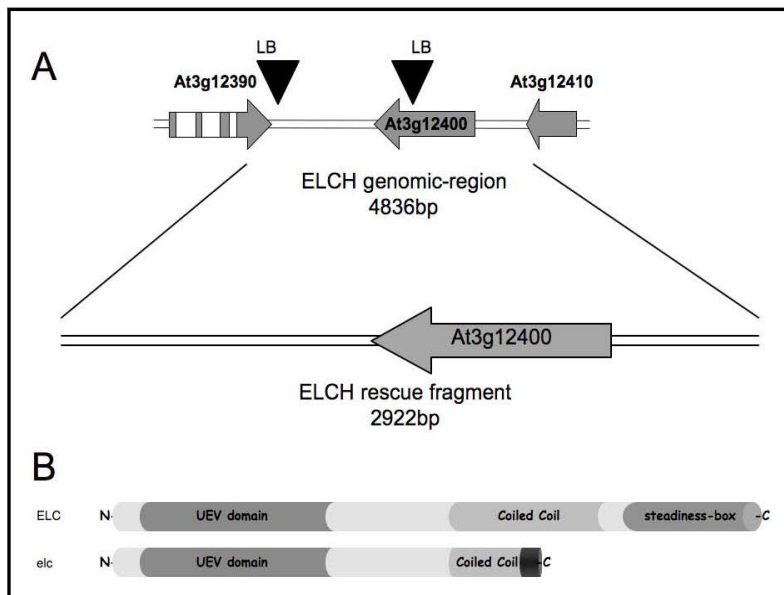 A
LB
LB
At3g12390
At3g12410
At3g12400
ELCH genomic-region
4836bp
At3g12400
ELCH rescue fragment
2922bp
B
ELC N- UEV domain Coiled Coil steadiness-box -C
elc N- UEV domain Coiled Coil -C